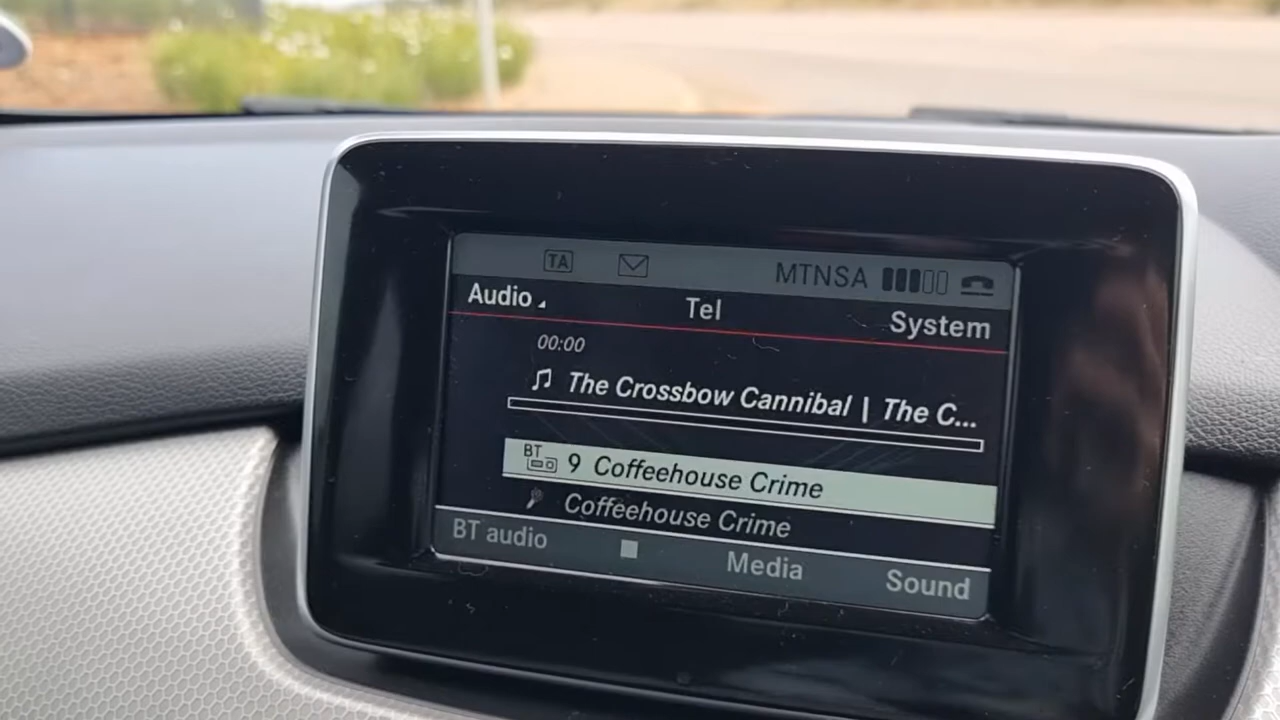 TA MTNSA
Audio Tel System
00:00
The Crossbow Cannibal | The C...
BT 9 Coffeehouse Crime
Coffeehouse Crime
BT audio Media Sound